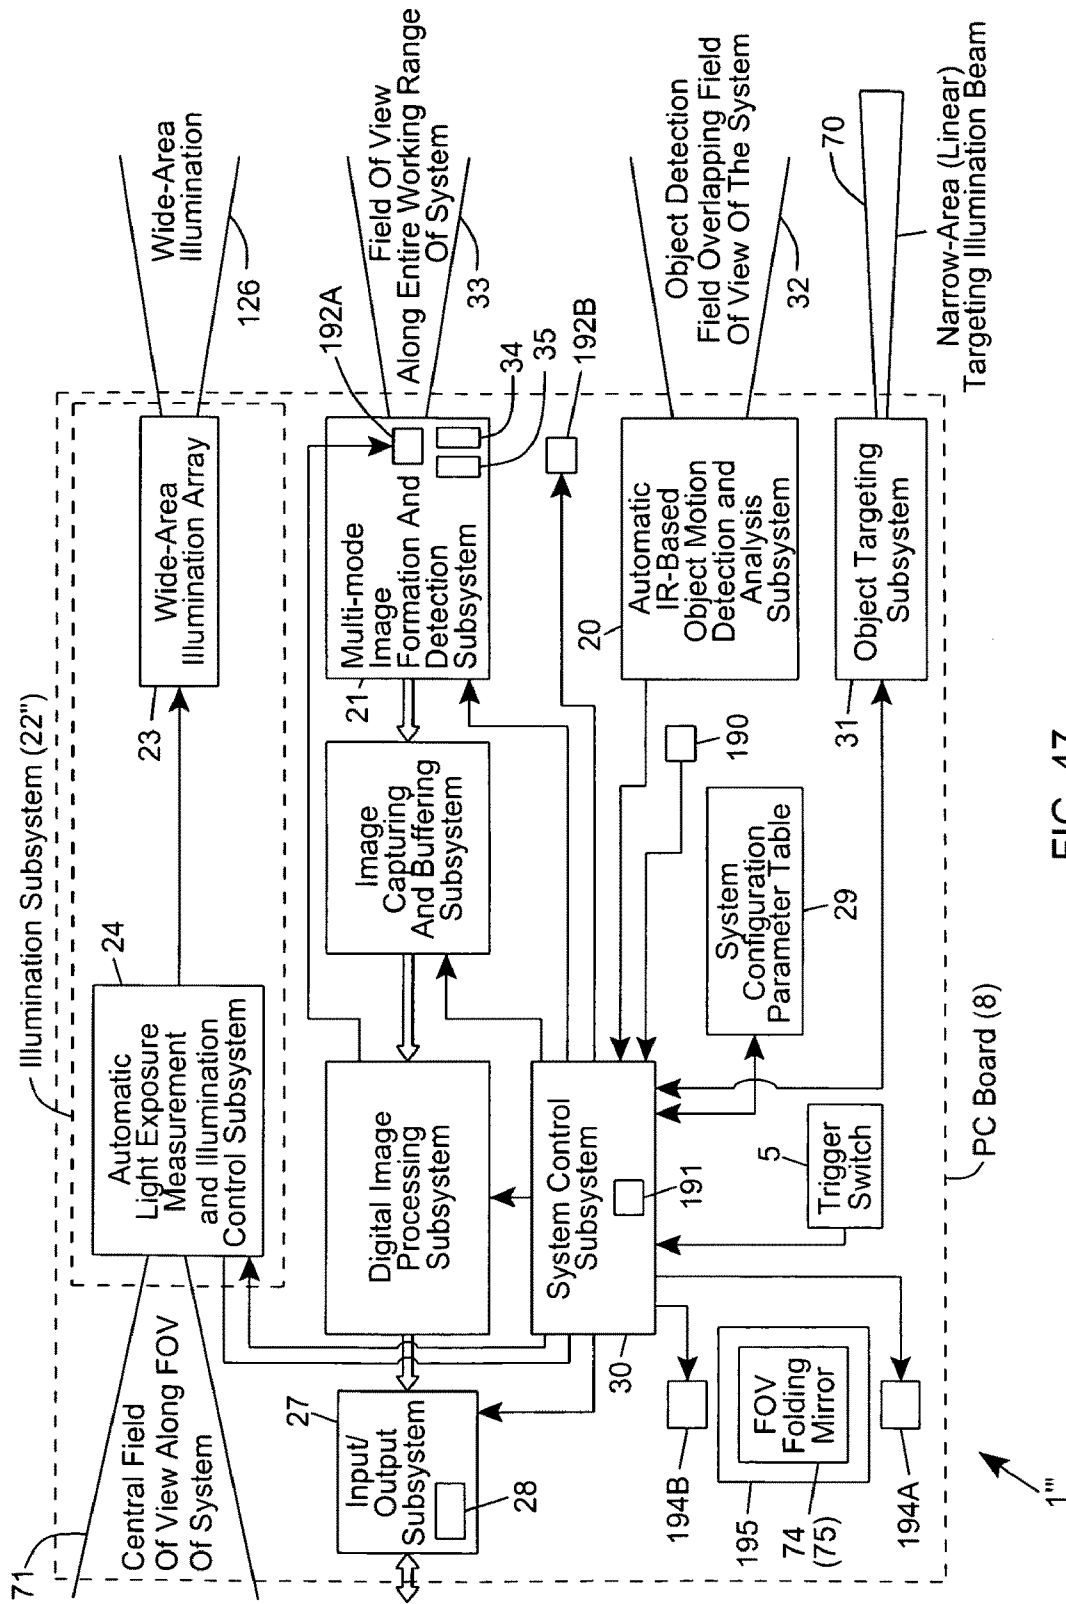 71
Illumination Subsystem (22")
Central Field
Of View Along FOV
Of System
24
Automatic
Light Exposure
Measurement
and Illumination
Control Subsystem
23
Wide-Area
Illumination Array
Wide-Area
Illumination
126
27
Input/
Output
Subsystem
28
Digital Image
Processing
Subsystem
Image
Capturing
And Buffering
Subsystem
21
Multi-mode
Image
Formation And
Detection
Subsystem
192A
34
35
192B
Field Of View
Along Entire Working Range
Of System
33
30
System Control
Subsystem
191
190
20
Automatic
IR-Based
Object Motion
Detection and
Analysis
Subsystem
Object Detection
Field Overlapping Field
Of View Of The System
32
194B
195
FOV
Folding
Mirror
74
(75)
194A
5
Trigger
Switch
System
Configuration
Parameter Table
29
31
Object Targeting
Subsystem
70
Narrow-Area (Linear)
Targeting Illumination Beam
PC Board (8)
1'''
FIG. 47